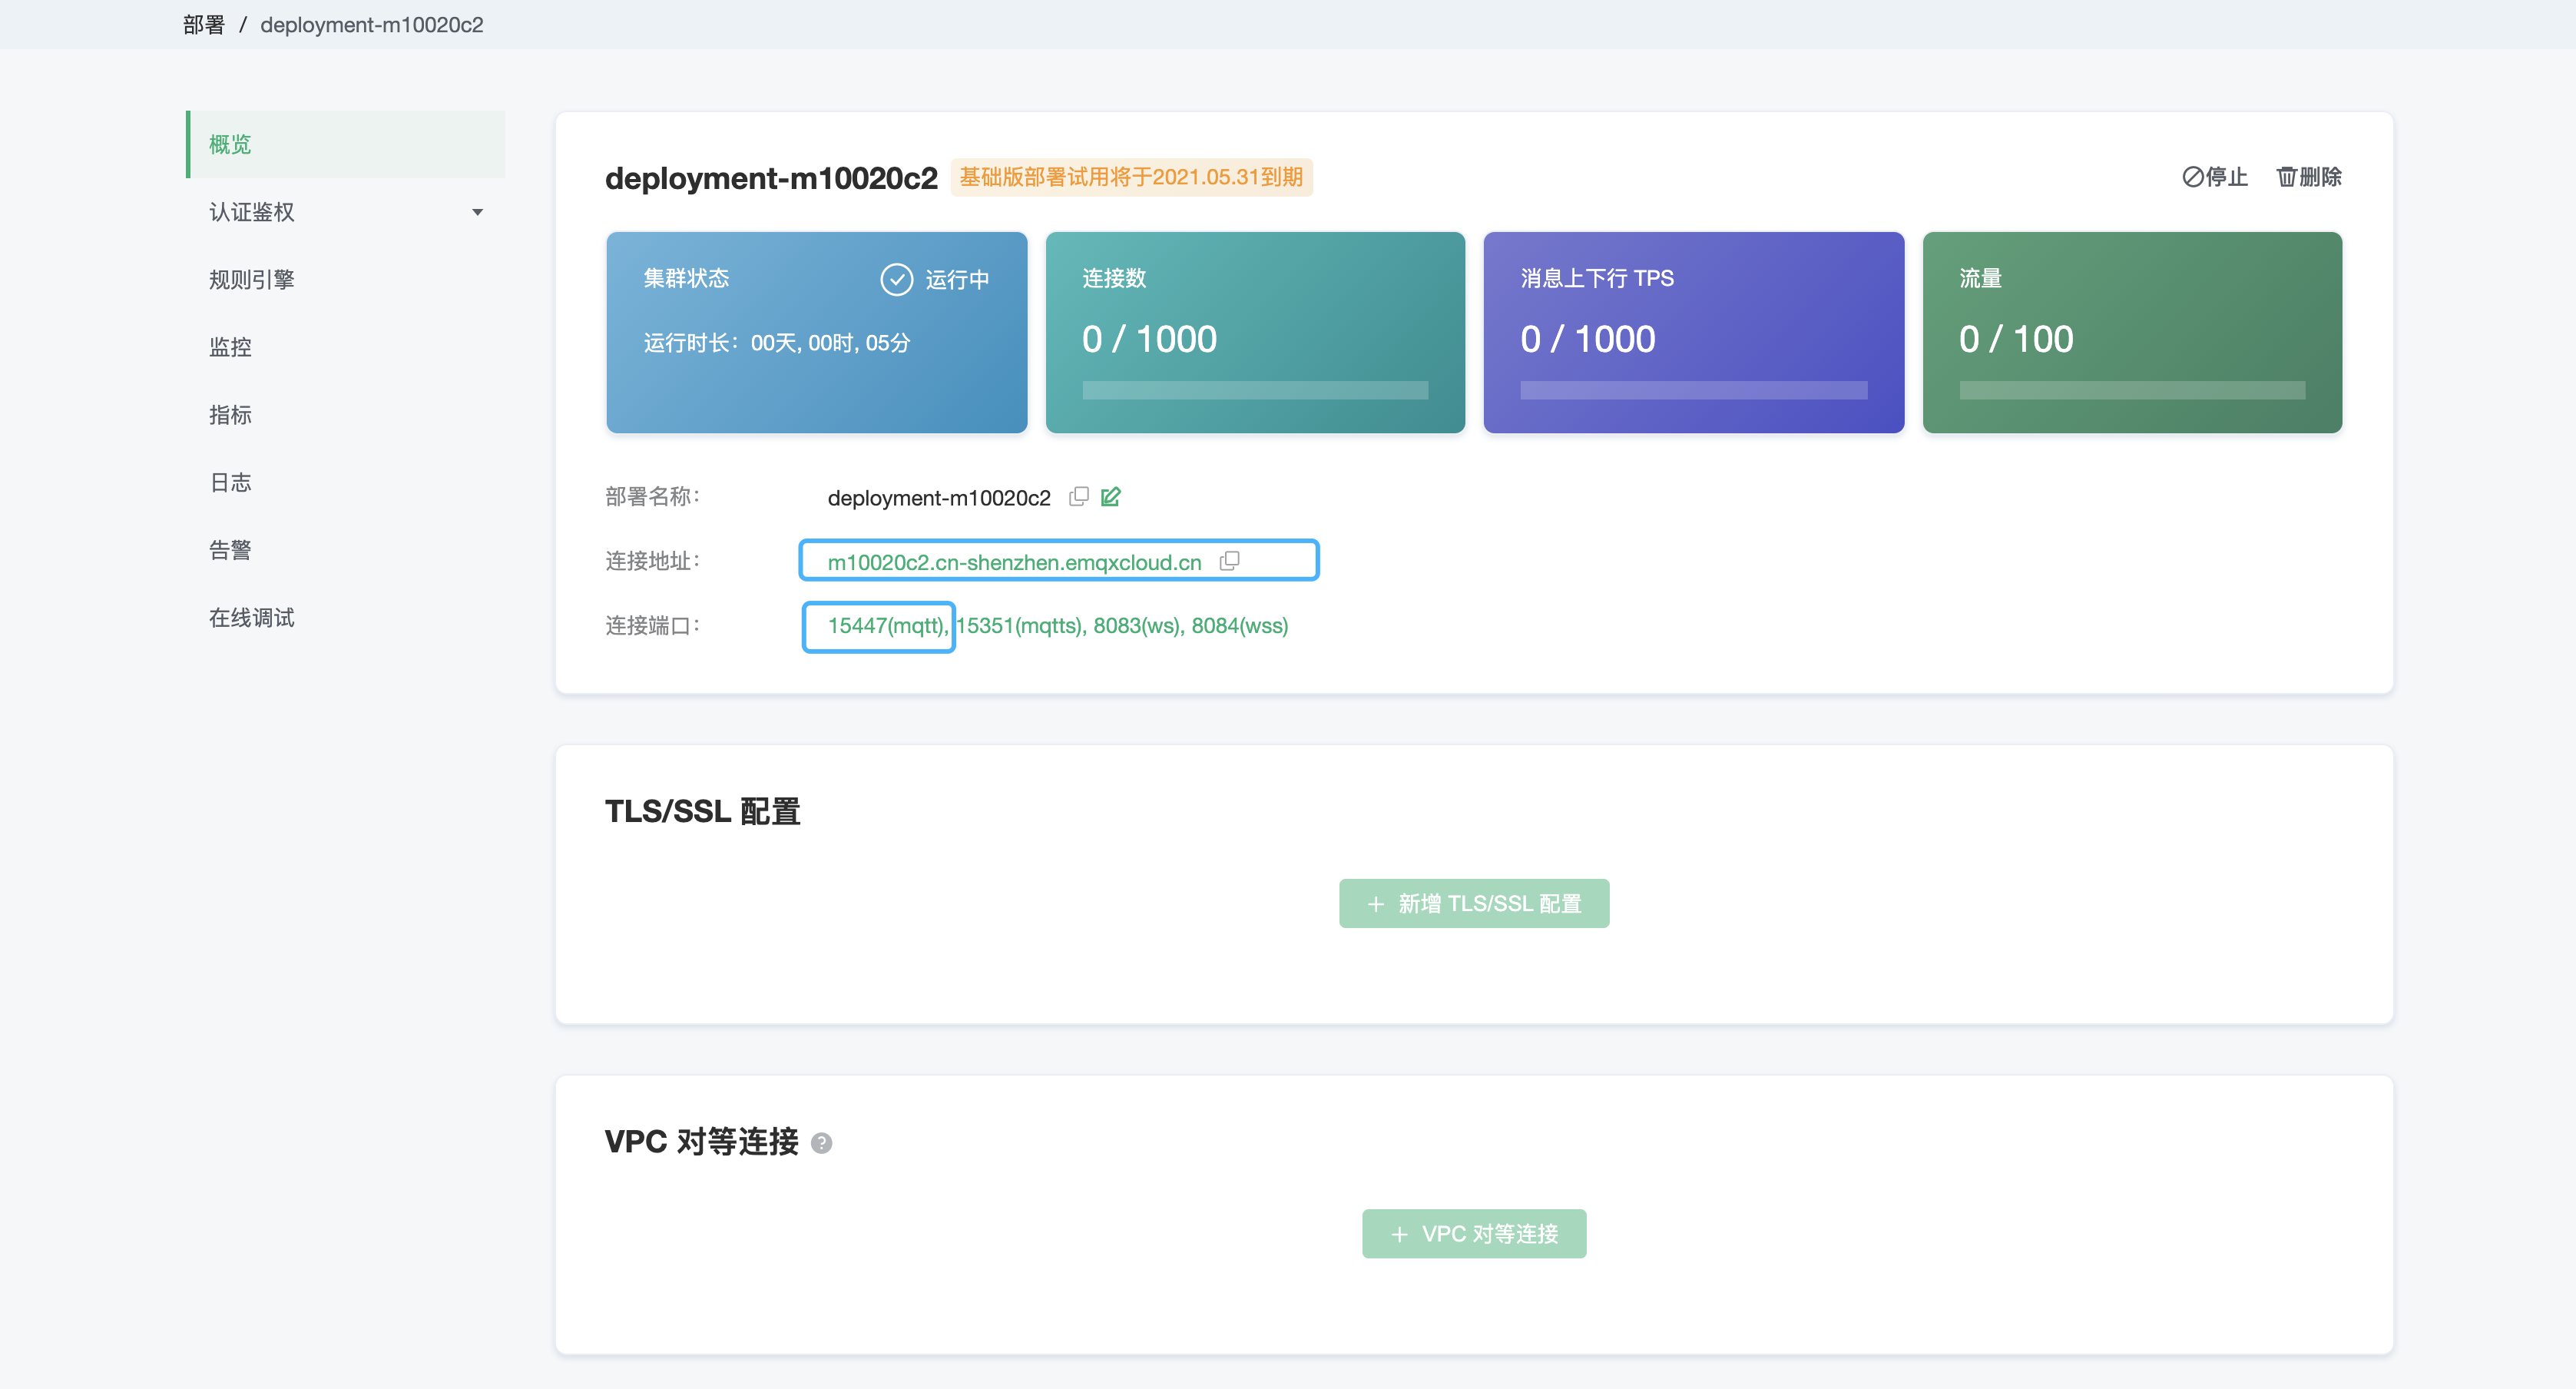 部署 / deployment-m10020c2
概览
认证鉴权
规则引擎
监控
指标
日志
告警
在线调试
deployment-m10020c2 基础版部署试用将于2021.05.31到期 停止 删除
集群状态 运行中
运行时长：00天, 00时, 05分
连接数
0 / 1000
消息上下行 TPS
0 / 1000
流量
0 / 100
部署名称： deployment-m10020c2
连接地址： m10020c2.cn-shenzhen.emqxcloud.cn
连接端口： 15447(mqtt), 15351(mqtts), 8083(ws), 8084(wss)
TLS/SSL 配置
+ 新增 TLS/SSL 配置
VPC 对等连接 ?
+ VPC 对等连接